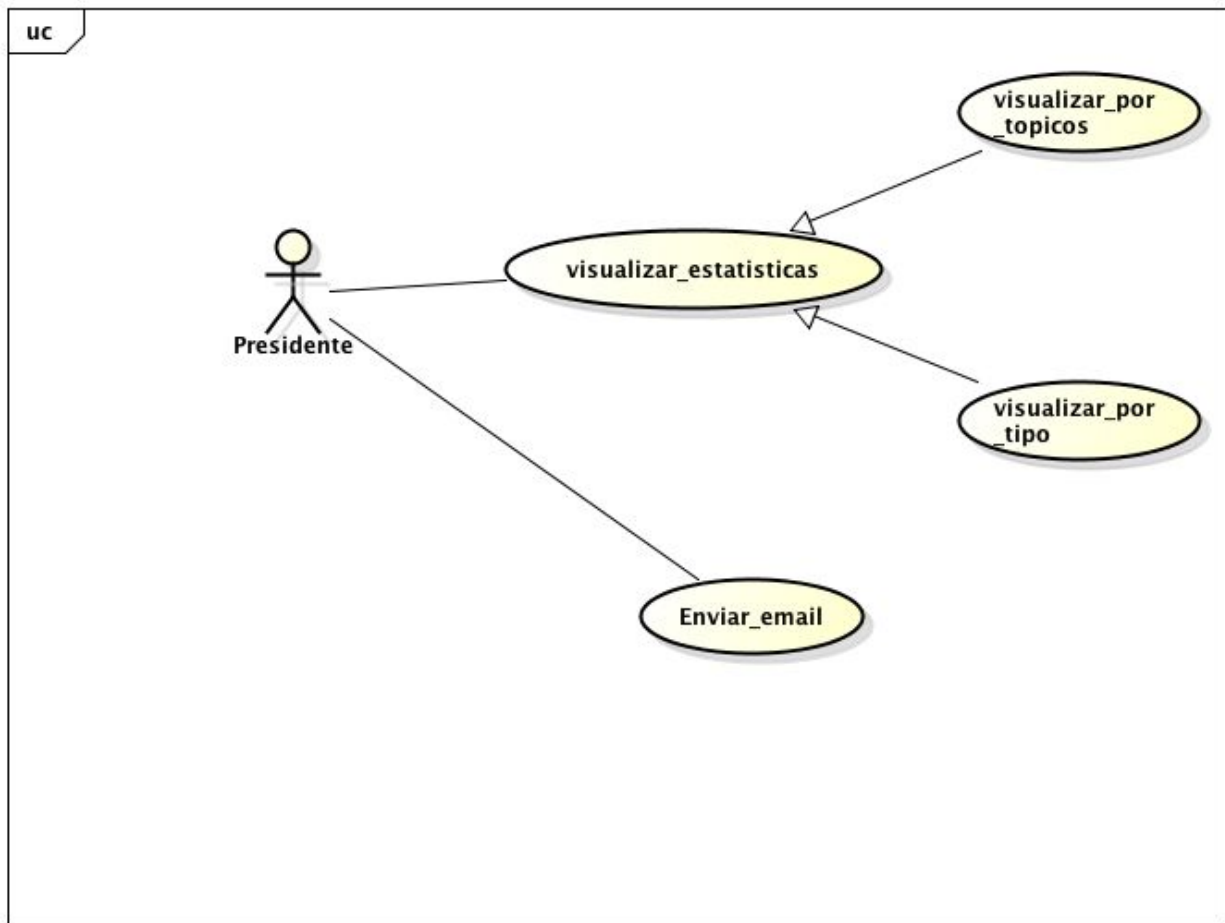 uc
visualizar_por
_topicos
visualizar_estatisticas
Presidente
visualizar_por
_tipo
Enviar_email